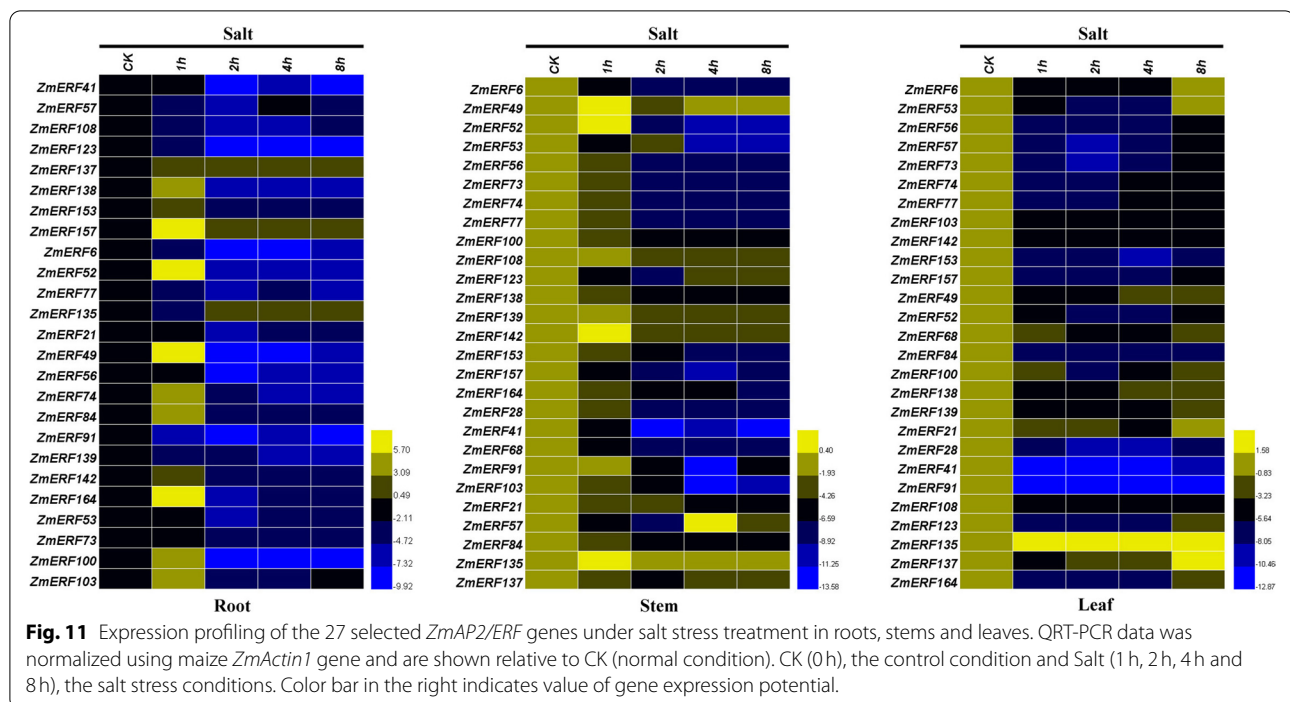 Salt
CK 1h 2h 4h 8h
ZmERF41
ZmERF57
ZmERF108
ZmERF123
ZmERF137
ZmERF138
ZmERF153
ZmERF157
ZmERF6
ZmERF52
ZmERF77
ZmERF135
ZmERF21
ZmERF49
ZmERF56
ZmERF74
ZmERF84
ZmERF91
ZmERF139
ZmERF142
ZmERF164
ZmERF53
ZmERF73
ZmERF100
ZmERF103
5.70
3.09
0.49
-2.11
-4.72
-7.32
-9.92
Root
Salt
CK 1h 2h 4h 8h
ZmERF6
ZmERF49
ZmERF52
ZmERF53
ZmERF56
ZmERF73
ZmERF74
ZmERF77
ZmERF100
ZmERF108
ZmERF123
ZmERF138
ZmERF139
ZmERF142
ZmERF153
ZmERF157
ZmERF164
ZmERF28
ZmERF41
ZmERF68
ZmERF91
ZmERF103
ZmERF21
ZmERF57
ZmERF84
ZmERF135
ZmERF137
0.40
-1.93
-4.26
-6.59
-8.92
-11.25
-13.58
Stem
Salt
CK 1h 2h 4h 8h
ZmERF6
ZmERF53
ZmERF56
ZmERF57
ZmERF73
ZmERF74
ZmERF77
ZmERF103
ZmERF142
ZmERF153
ZmERF157
ZmERF49
ZmERF52
ZmERF68
ZmERF84
ZmERF100
ZmERF138
ZmERF139
ZmERF21
ZmERF28
ZmERF41
ZmERF91
ZmERF108
ZmERF123
ZmERF135
ZmERF137
ZmERF164
1.58
-0.83
-3.23
-5.64
-8.05
-10.46
-12.87
Leaf
Fig. 11 Expression profiling of the 27 selected ZmAP2/ERF genes under salt stress treatment in roots, stems and leaves. QRT-PCR data was
normalized using maize ZmActin1 gene and are shown relative to CK (normal condition). CK (0 h), the control condition and Salt (1 h, 2 h, 4 h and
8 h), the salt stress conditions. Color bar in the right indicates value of gene expression potential.